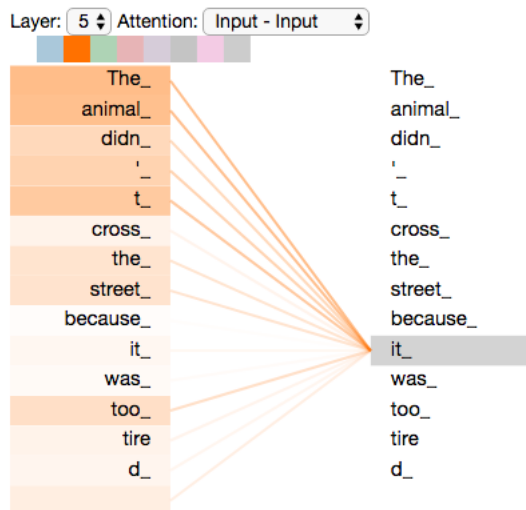 Layer: 5 Attention: Input - Input
The_ The_
animal_ animal_
didn_ didn_
'_ '_
t_ t_
cross_ cross_
the_ the_
street_ street_
because_ because_
it_ it_
was_ was_
too_ too_
tire tire
d_ d_